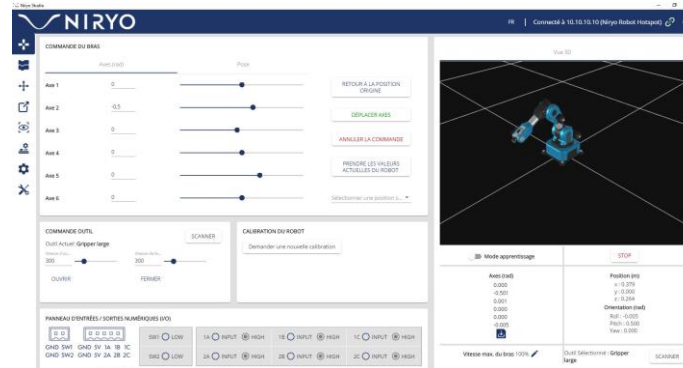 Niryo Studio
NIRYO
FR | Connecté à 10.10.10.10 (Niryo Robot Hotspot)
COMMANDE DU BRAS
Axes (rad)
Pose
Axe 1
0
Axe 2
-0.5
Axe 3
0
Axe 4
0
Axe 5
0
Axe 6
0
RETOUR À LA POSITION
ORIGINE
DÉPLACER AXES
ANNULER LA COMMANDE
PRENDRE LES VALEURS
ACTUELLES DU ROBOT
Sélectionner une position p...
COMMANDE OUTIL
SCANNER
Outil Actuel: Gripper large
300
300
OUVRIR
FERMER
CALIBRATION DU ROBOT
Demander une nouvelle calibration
PANNEAU D'ENTRÉES / SORTIES NUMÉRIQUES (I/O)
GND SW1 GND 5V 1A 1B 1C
GND SW2 GND 5V 2A 2B 2C
SW1 LOW
1A INPUT HIGH
1B INPUT HIGH
1C INPUT HIGH
SW2 LOW
2A INPUT HIGH
2B INPUT HIGH
2C INPUT HIGH
Vue 3D
Mode apprentissage
STOP
Axes (rad)
0.000
-0.501
0.001
0.000
0.000
-0.005
Position (m)
x : 0.379
y : 0.000
z : 0.264
Orientation (rad)
Roll : -0.005
Pitch : 0.500
Yaw : 0.000
Vitesse max. du bras: 100%
Outil Sélectionné : Gripper
large
SCANNER